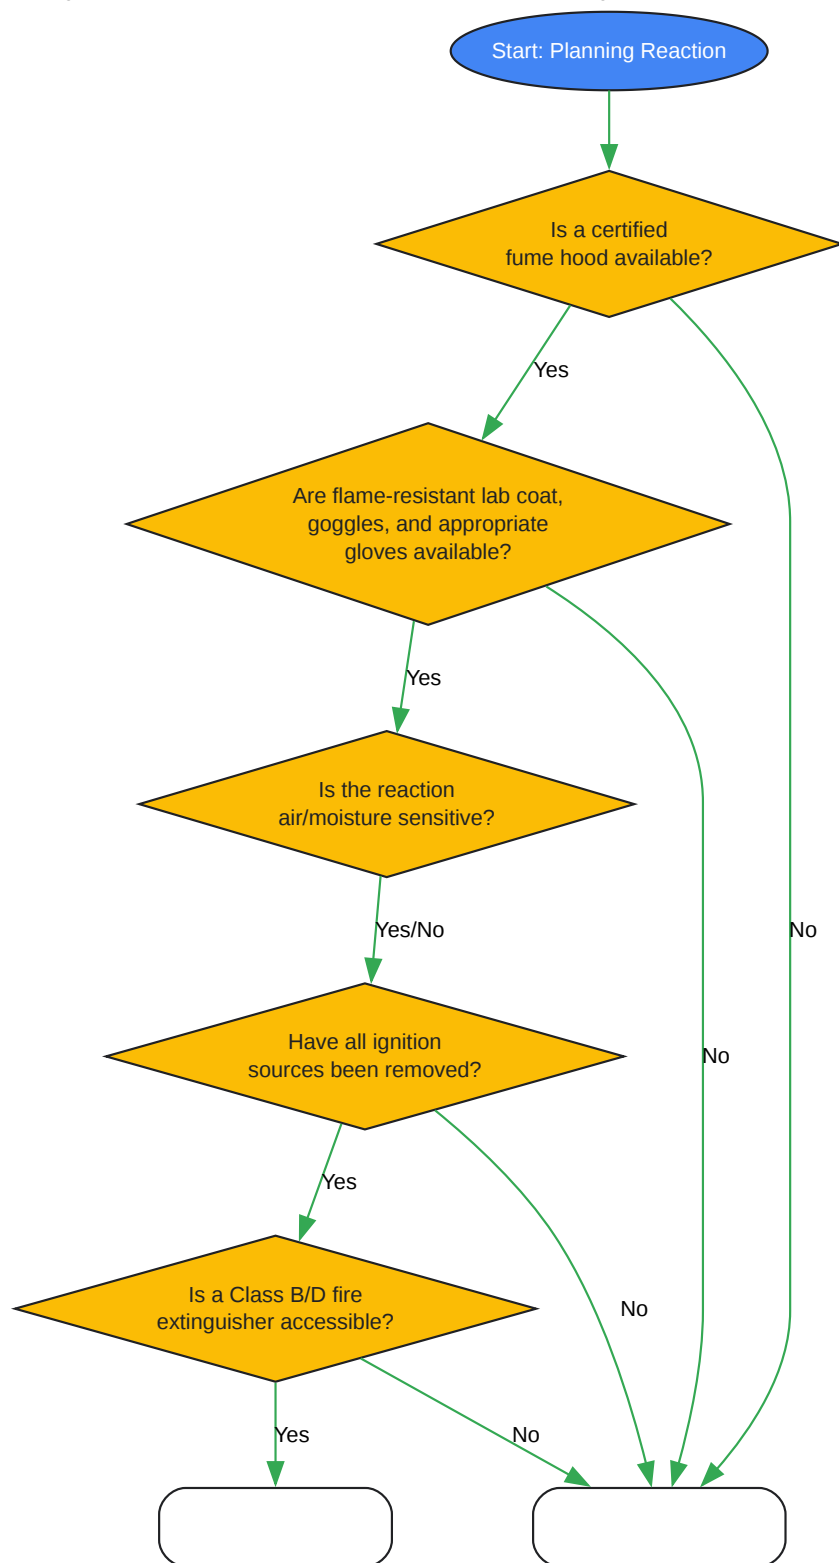 Start: Planning Reaction
Is a certified
fume hood available?
Yes
Are flame-resistant lab coat,
goggles, and appropriate
gloves available?
Yes
Is the reaction
air/moisture sensitive?
Yes/No
No
Have all ignition
sources been removed?
No
Yes
Is a Class B/D fire
extinguisher accessible?
No
Yes
No